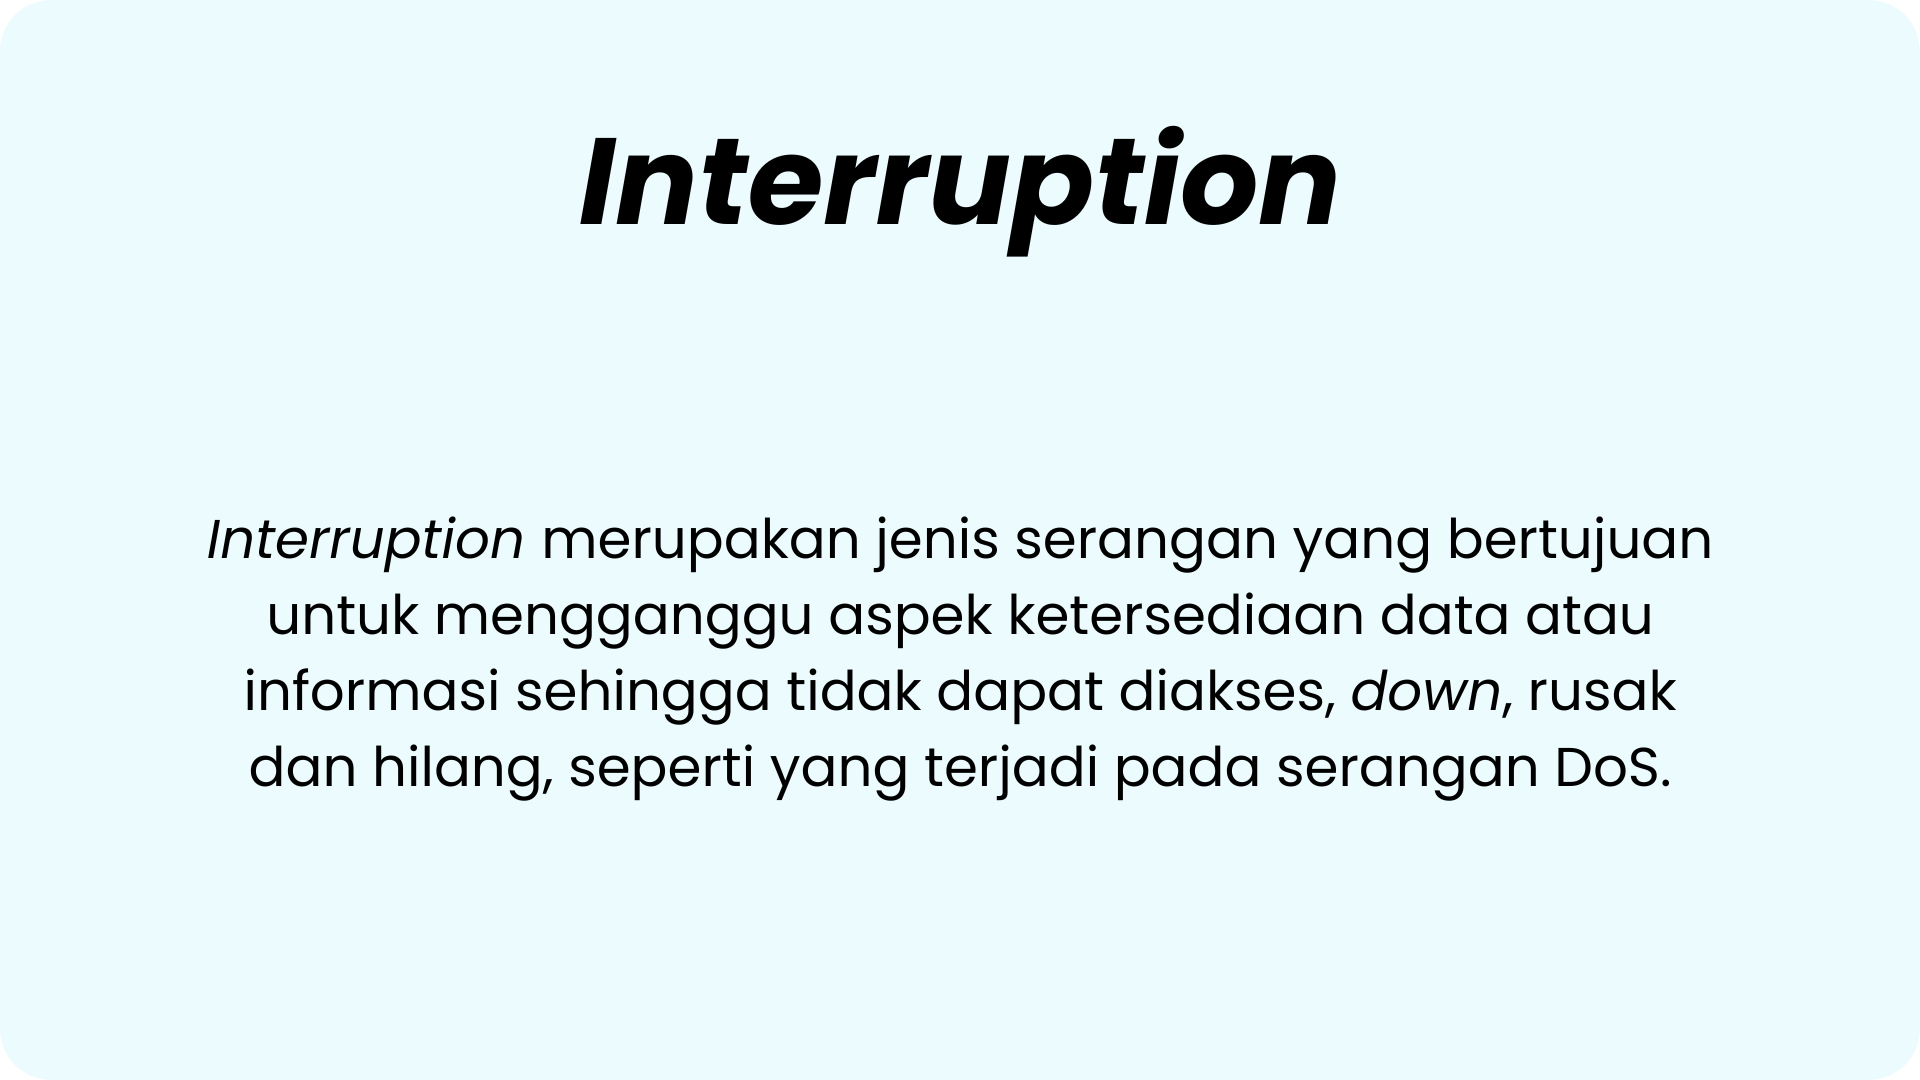 Interruption
Interruption merupakan jenis serangan yang bertujuan
untuk mengganggu aspek ketersediaan data atau
informasi sehingga tidak dapat diakses, down, rusak
dan hilang, seperti yang terjadi pada serangan DoS.